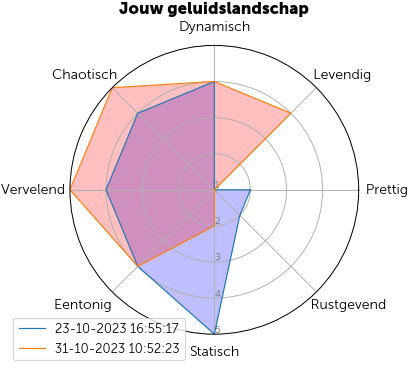 Jouw geluidslandschap
Dynamisch
Chaotisch
Levendig
Vervelend
1
Prettig
2
3
4
Eentonig
Rustgevend
5
23-10-2023 16:55:17
31-10-2023 10:52:23
Statisch